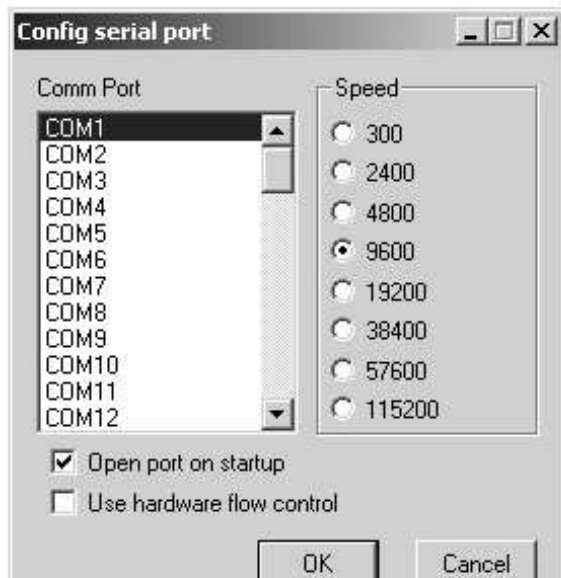 Config serial port
Comm Port
COM1
COM2
COM3
COM4
COM5
COM6
COM7
COM8
COM9
COM10
COM11
COM12
Speed
300
2400
4800
9600
19200
38400
57600
115200
Open port on startup
Use hardware flow control
OK Cancel